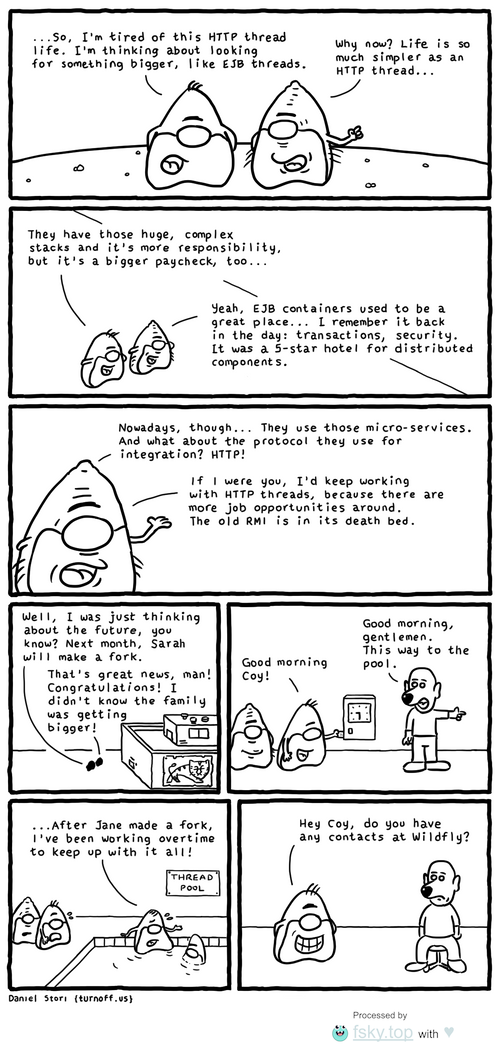 ...So, I'm tired of this HTTP thread
life. I'm thinking about looking
for something bigger, like EJB threads.
Why now? Life is so
much simpler as an
HTTP thread...
They have those huge, complex
stacks and it's more responsibility,
but it's a bigger paycheck, too...
Yeah, EJB containers used to be a
great place... I remember it back
in the day: transactions, security.
It was a 5-star hotel for distributed
components.
Nowadays, though... They use those micro-services.
And what about the protocol they use for
integration? HTTP!
If I were you, I'd keep working
with HTTP threads, because there are
more job opportunities around.
The old RMI is in its death bed.
Well, I was just thinking
about the future, you
know? Next month, Sarah
will make a fork.
That's great news, man!
Congratulations! I
didn't know the family
was getting
bigger!
Good morning
Coy!
Good morning,
gentlemen.
This way to the
pool.
...After Jane made a fork,
I've been working overtime
to keep up with it all!
THREAD
POOL
Hey Coy, do you have
any contacts at Wildfly?
Daniel Stori {turnoff.us}
Processed by
fsky.top with ♥